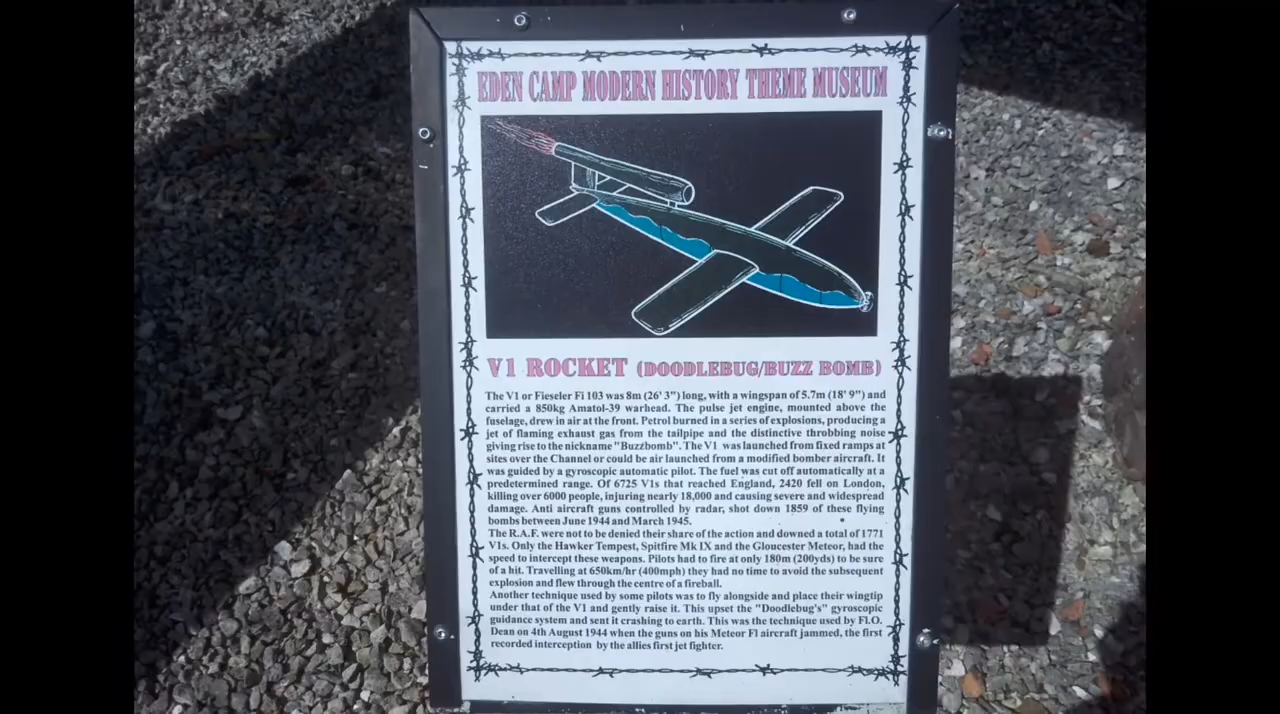 EDEN CAMP MODERN HISTORY THEME MUSEUM
V1 ROCKET (DOODLEBUG/BUZZ BOMB)
The V1 or Fieseler Fi 103 was 8m (26' 3") long, with a wingspan of 5.7m (18' 9") and
carried a 850kg Amatol-39 warhead. The pulse jet engine, mounted above the
fuselage, drew in air at the front. Petrol burned in a series of explosions, producing a
jet of flaming exhaust gas from the tailpipe and the distinctive throbbing noise
giving rise to the nickname "Buzzbomb". The V1 was launched from fixed ramps at
sites over the Channel or could be air launched from a modified bomber aircraft. It
was guided by a gyroscopic automatic pilot. The fuel was cut off automatically at a
predetermined range. Of 6725 V1s that reached England, 2420 fell on London,
killing over 6000 people, injuring nearly 18,000 and causing severe and widespread
damage. Anti aircraft guns controlled by radar, shot down 1859 of these flying
bombs between June 1944 and March 1945.
The R.A.F. were not to be denied their share of the action and downed a total of 1771
V1s. Only the Hawker Tempest, Spitfire Mk IX and the Gloucester Meteor, had the
speed to intercept these weapons. Pilots had to fire at only 180m (200yds) to be sure
of a hit. Travelling at 650km/hr (400mph) they had no time to avoid the subsequent
explosion and flew through the centre of a fireball.
Another technique used by some pilots was to fly alongside and place their wingtip
under that of the V1 and gently raise it. This upset the "Doodlebug's" gyroscopic
guidance system and sent it crashing to earth. This was the technique used by Fl.O.
Dean on 4th August 1944 when the guns on his Meteor F1 aircraft jammed, the first
recorded interception by the allies first jet fighter.